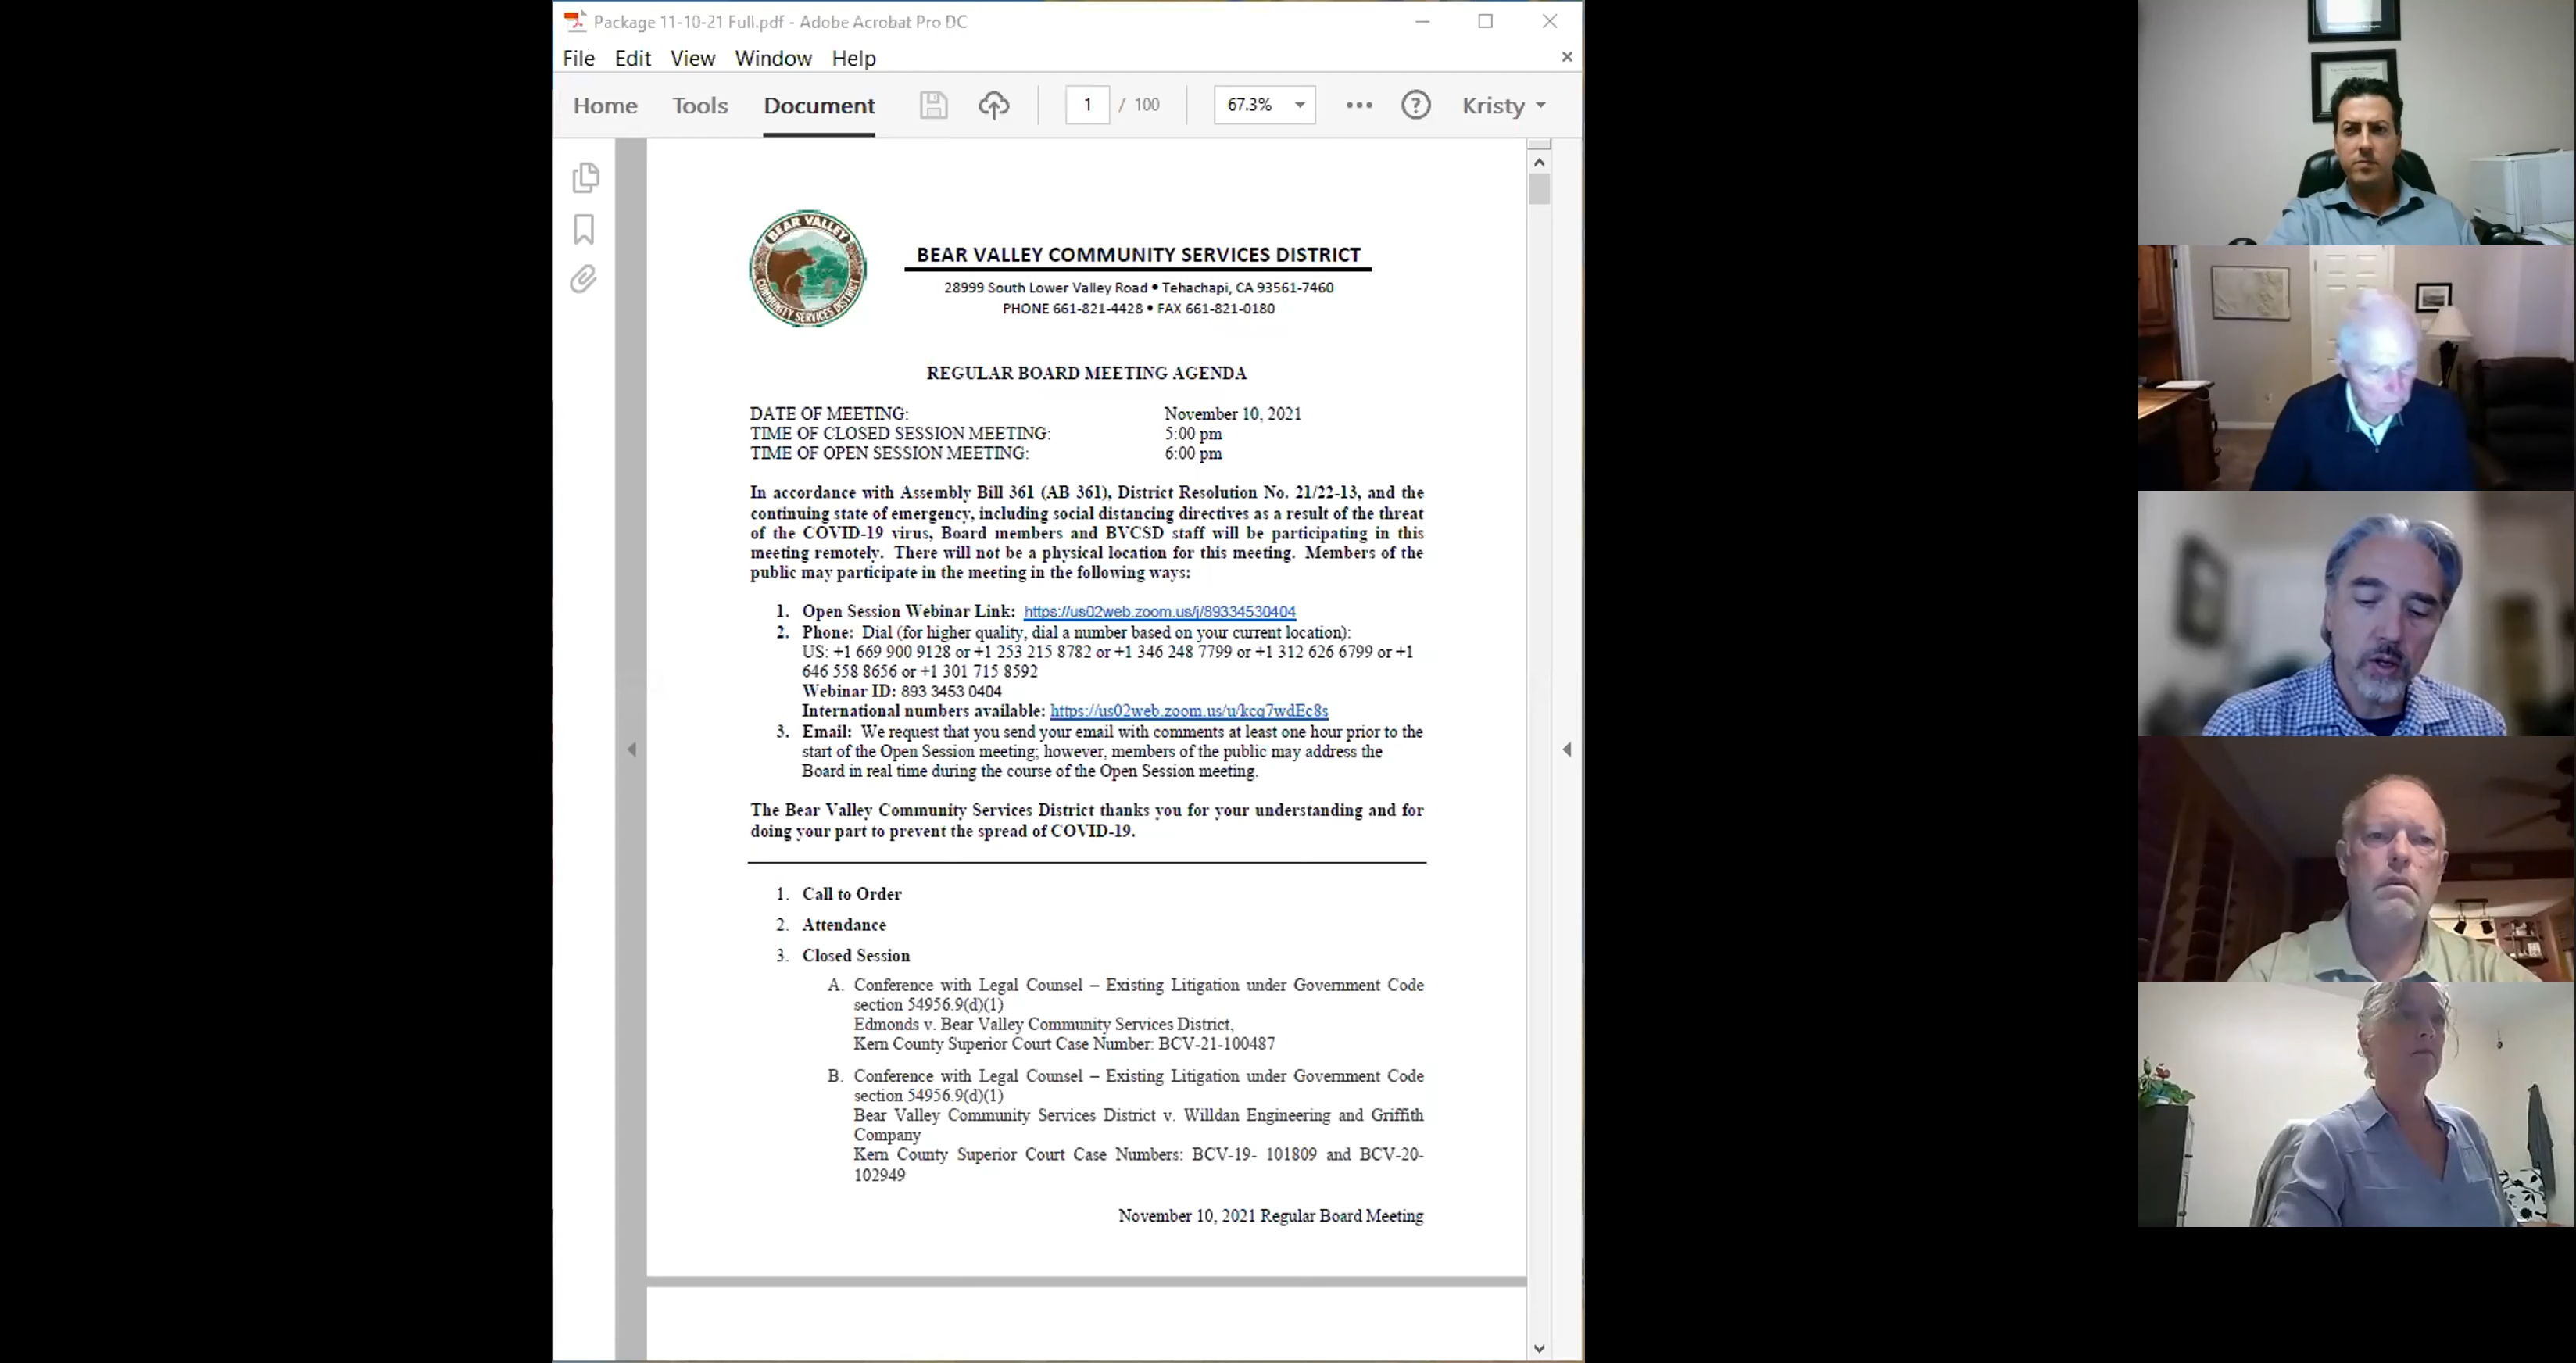 Package 11-10-21 Full.pdf - Adobe Acrobat Pro DC
File Edit View Window Help
Home Tools Document 1 / 100 67.3% Kristy
BEAR VALLEY
COMMUNITY SERVICES DISTRICT
BEAR VALLEY COMMUNITY SERVICES DISTRICT
28999 South Lower Valley Road • Tehachapi, CA 93561-7460
PHONE 661-821-4428 • FAX 661-821-0180
REGULAR BOARD MEETING AGENDA
DATE OF MEETING: November 10, 2021
TIME OF CLOSED SESSION MEETING: 5:00 pm
TIME OF OPEN SESSION MEETING: 6:00 pm
In accordance with Assembly Bill 361 (AB 361), District Resolution No. 21/22-13, and the
continuing state of emergency, including social distancing directives as a result of the threat
of the COVID-19 virus, Board members and BVCSD staff will be participating in this
meeting remotely. There will not be a physical location for this meeting. Members of the
public may participate in the meeting in the following ways:
1. Open Session Webinar Link: https://us02web.zoom.us/j/89334530404
2. Phone: Dial (for higher quality, dial a number based on your current location):
US: +1 669 900 9128 or +1 253 215 8782 or +1 346 248 7799 or +1 312 626 6799 or +1
646 558 8656 or +1 301 715 8592
Webinar ID: 893 3453 0404
International numbers available: https://us02web.zoom.us/u/kcq7wdEc8s
3. Email: We request that you send your email with comments at least one hour prior to the
start of the Open Session meeting; however, members of the public may address the
Board in real time during the course of the Open Session meeting.
The Bear Valley Community Services District thanks you for your understanding and for
doing your part to prevent the spread of COVID-19.
1. Call to Order
2. Attendance
3. Closed Session
A. Conference with Legal Counsel – Existing Litigation under Government Code
section 54956.9(d)(1)
Edmonds v. Bear Valley Community Services District,
Kern County Superior Court Case Number: BCV-21-100487
B. Conference with Legal Counsel – Existing Litigation under Government Code
section 54956.9(d)(1)
Bear Valley Community Services District v. Willdan Engineering and Griffith
Company
Kern County Superior Court Case Numbers: BCV-19- 101809 and BCV-20-
102949
November 10, 2021 Regular Board Meeting